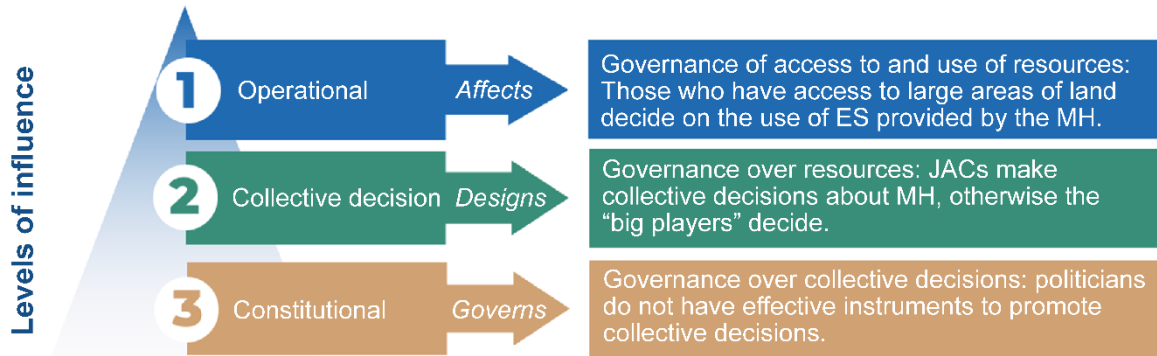 Levels of influence
1
Operational
Affects
Governance of access to and use of resources:
Those who have access to large areas of land
decide on the use of ES provided by the MH.
2
Collective decision
Designs
Governance over resources: JACs make
collective decisions about MH, otherwise the
“big players” decide.
3
Constitutional
Governs
Governance over collective decisions: politicians
do not have effective instruments to promote
collective decisions.